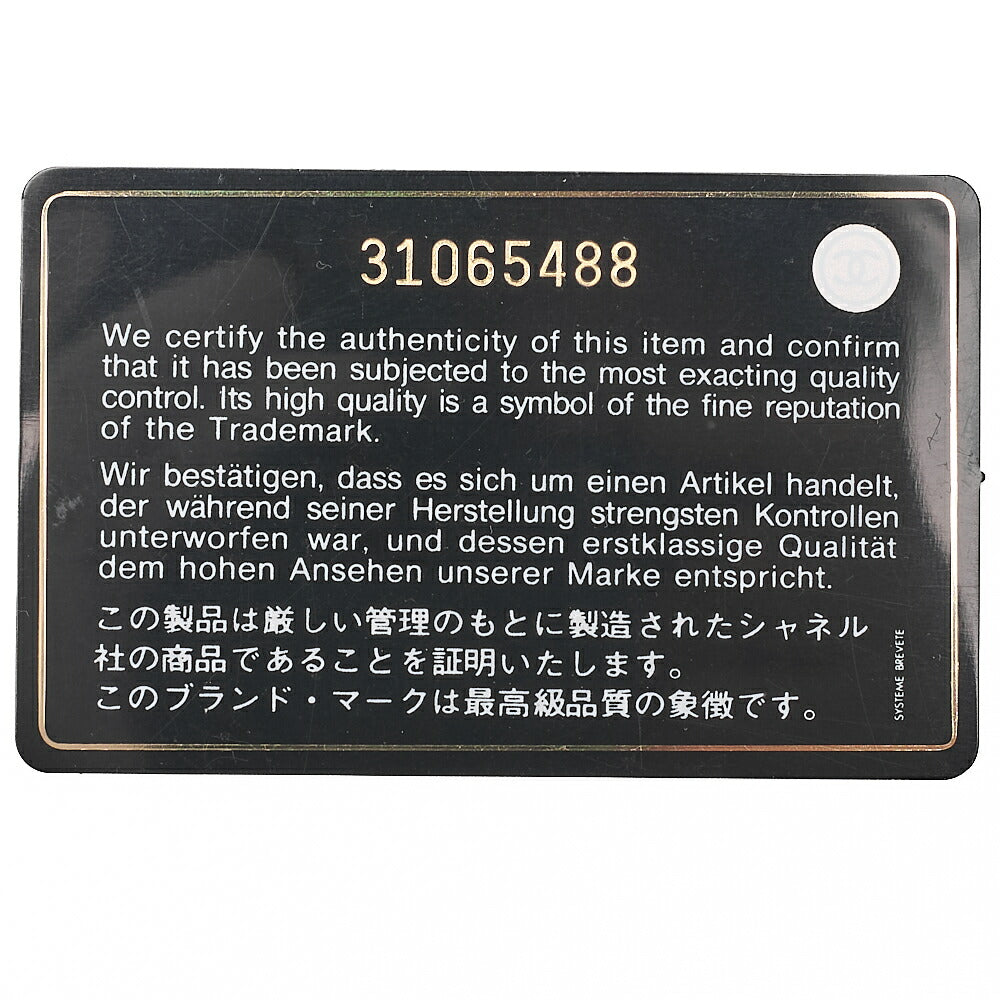 31065488
We certify the authenticity of this item and confirm
that it has been subjected to the most exacting quality
control. Its high quality is a symbol of the fine reputation
of the Trademark.
Wir bestätigen, dass es sich um einen Artikel handelt,
der während seiner Herstellung strengsten Kontrollen
unterworfen war, und dessen erstklassige Qualität
dem hohen Ansehen unserer Marke entspricht.
この製品は厳しい管理のもとに製造されたシャネル
社の商品であることを証明いたします。
このブランド・マークは最高級品質の象徴です。
SYSTEME BREVETE